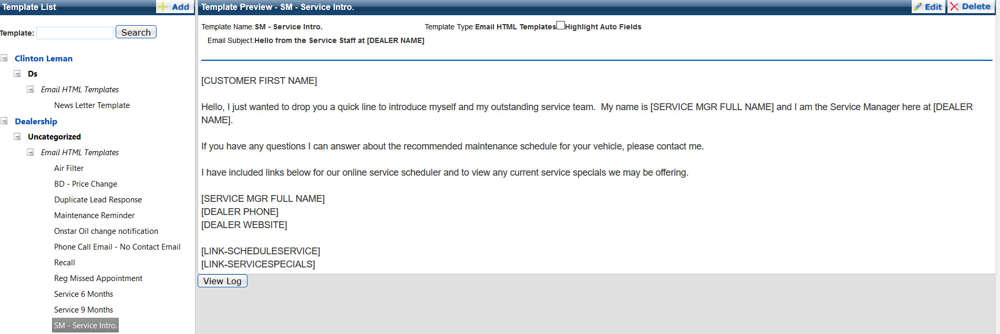 Template List
Add
Template:
Search
Clinton Leman
Ds
Email HTML Templates
News Letter Template
Dealership
Uncategorized
Email HTML Templates
Air Filter
BD - Price Change
Duplicate Lead Response
Maintenance Reminder
Onstar Oil change notification
Phone Call Email - No Contact Email
Recall
Reg Missed Appointment
Service 6 Months
Service 9 Months
SM - Service Intro.
Template Preview - SM - Service Intro.
Edit
Delete
Template Name:SM - Service Intro.
Template Type:Email HTML Templates
Highlight Auto Fields
Email Subject:Hello from the Service Staff at [DEALER NAME]
[CUSTOMER FIRST NAME]
Hello, I just wanted to drop you a quick line to introduce myself and my outstanding service team.  My name is [SERVICE MGR FULL NAME] and I am the Service Manager here at [DEALER
NAME].
If you have any questions I can answer about the recommended maintenance schedule for your vehicle, please contact me.
I have included links below for our online service scheduler and to view any current service specials we may be offering.
[SERVICE MGR FULL NAME]
[DEALER PHONE]
[DEALER WEBSITE]
[LINK-SCHEDULESERVICE]
[LINK-SERVICESPECIALS]
View Log